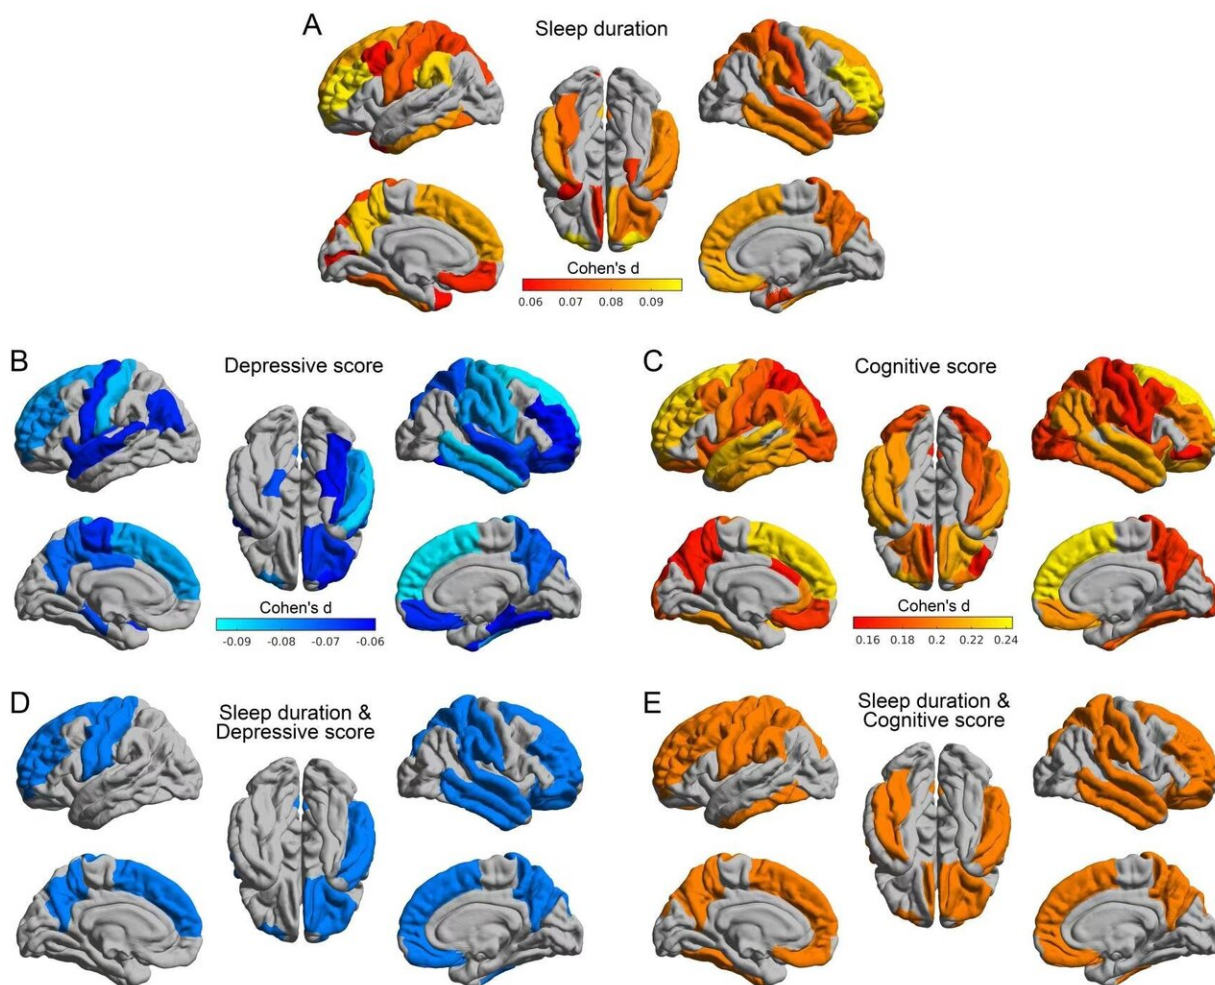 A
Sleep duration
Cohen's d
0.06 0.07 0.08 0.09
B
Depressive score
Cohen's d
-0.09 -0.08 -0.07 -0.06
C
Cognitive score
Cohen's d
0.16 0.18 0.2 0.22 0.24
D
Sleep duration &
Depressive score
E
Sleep duration &
Cognitive score